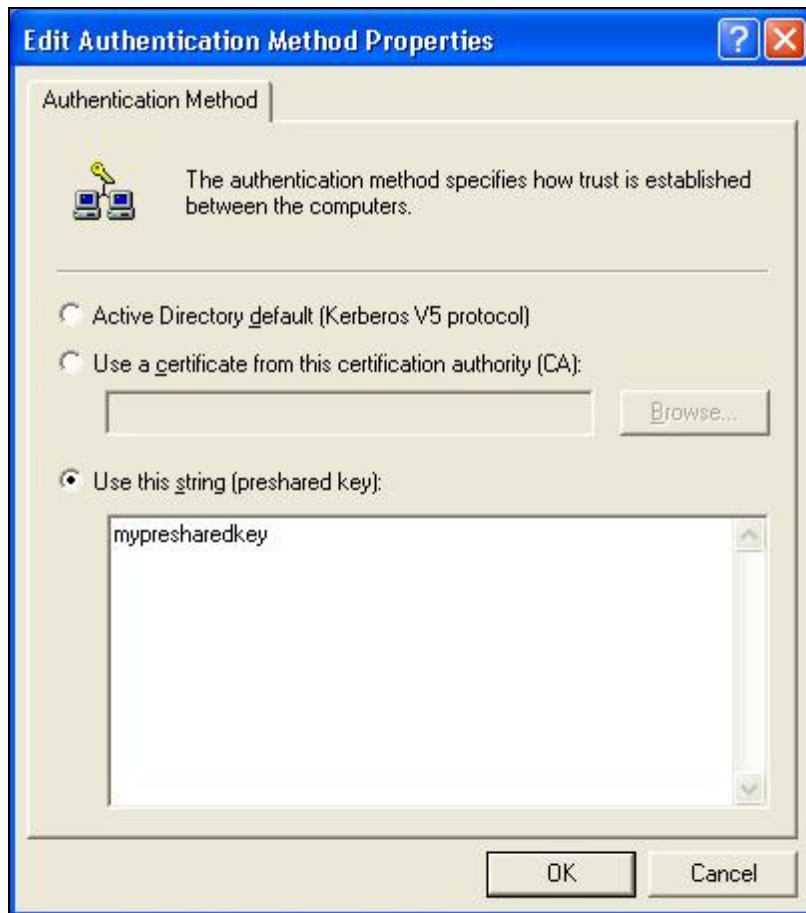 Edit Authentication Method Properties
Authentication Method
The authentication method specifies how trust is established
between the computers.
Active Directory default (Kerberos V5 protocol)
Use a certificate from this certification authority (CA):
Browse...
Use this string (preshared key):
mypresharedkey
OK
Cancel